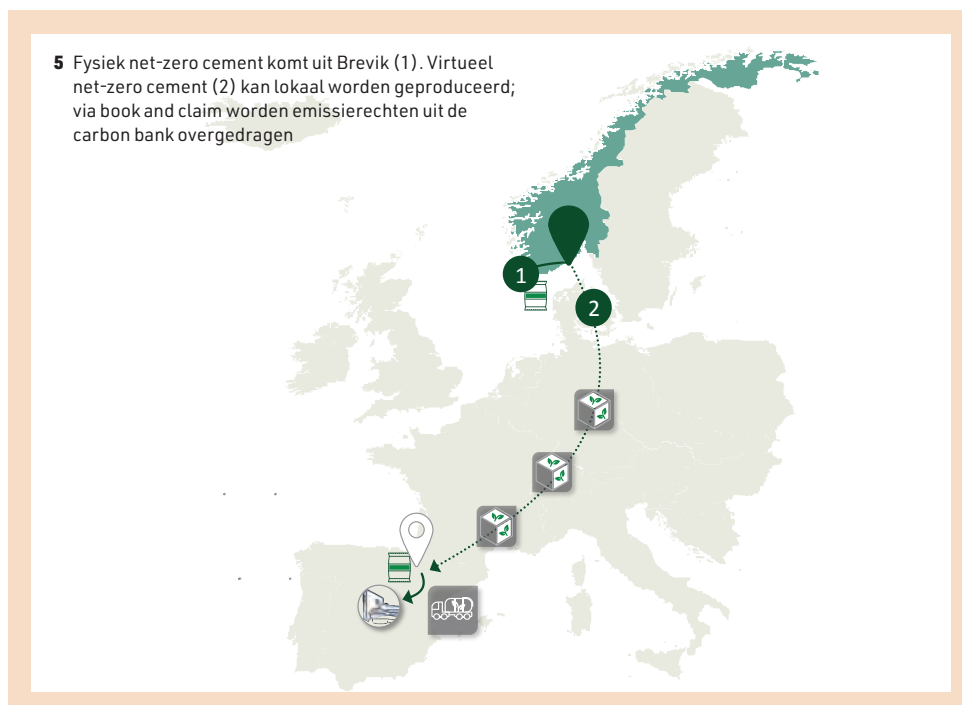 5 Fysiek net-zero cement komt uit Brevik (1). Virtueel
net-zero cement (2) kan lokaal worden geproduceerd;
via book and claim worden emissierechten uit de
carbon bank overgedragen
1
2